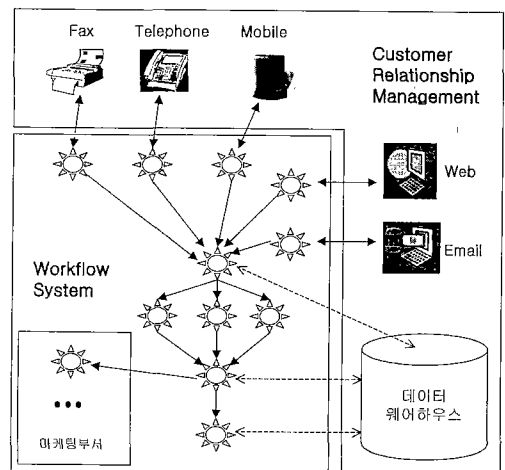 Fax
Telephone
Mobile
Customer
Relationship
Management
Web
Email
Workflow
System
데이터
웨어하우스
마케팅부서